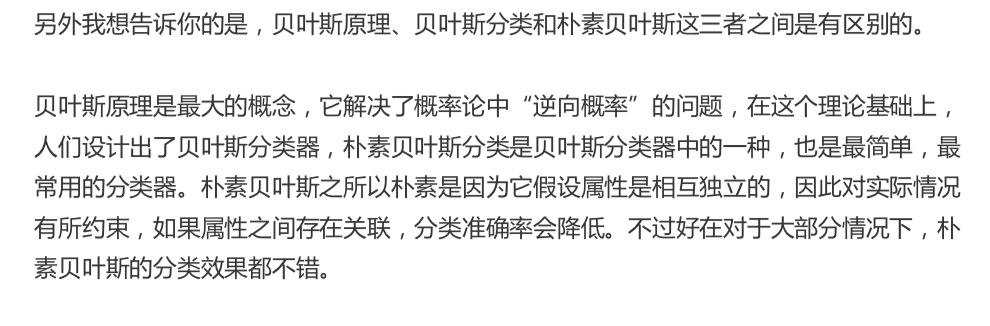 另外我想告诉你的是，贝叶斯原理、贝叶斯分类和朴素贝叶斯这三者之间是有区别的。
贝叶斯原理是最大的概念，它解决了概率论中“逆向概率”的问题，在这个理论基础上，
人们设计出了贝叶斯分类器，朴素贝叶斯分类是贝叶斯分类器中的一种，也是最简单，最
常用的分类器。朴素贝叶斯之所以朴素是因为它假设属性是相互独立的，因此对实际情况
有所约束，如果属性之间存在关联，分类准确率会降低。不过好在对于大部分情况下，朴
素贝叶斯的分类效果都不错。